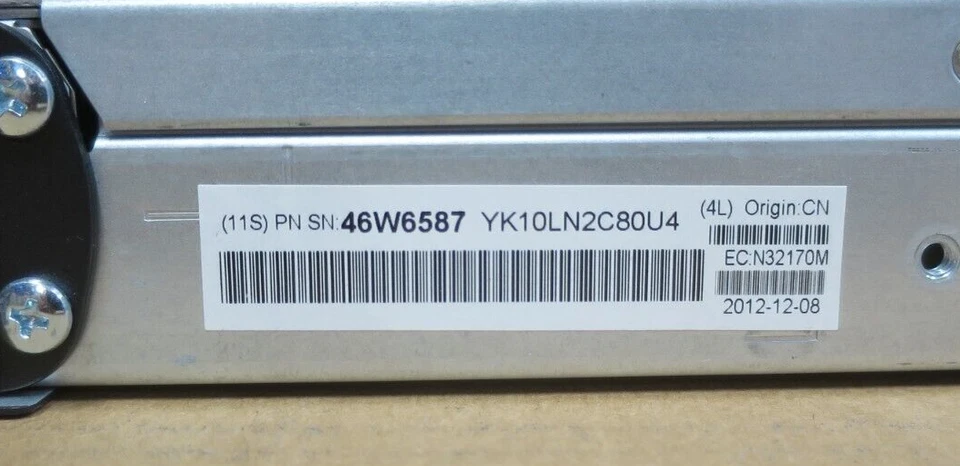 (11S) PN SN:46W6587 YK10LN2C80U4
(4L) Origin:CN
EC:N32170M
2012-12-08